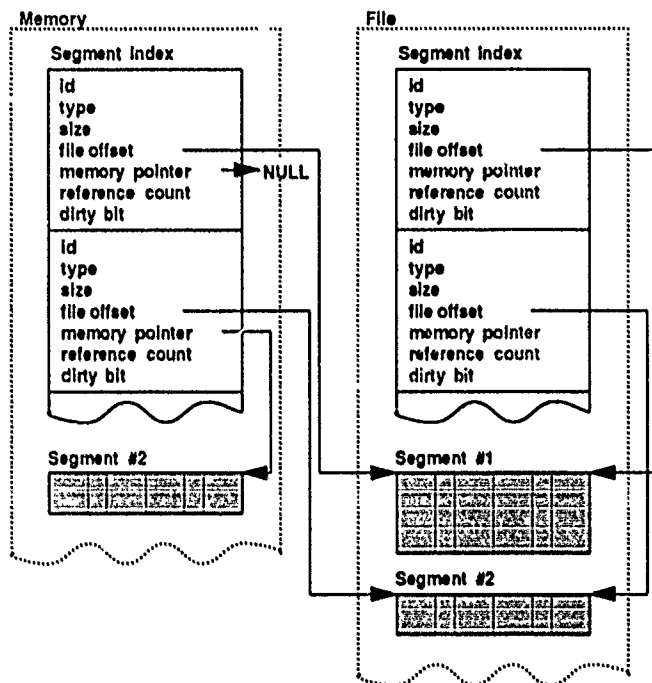 Memory
Segment Index
id
type
size
file offset
memory pointer
NULL
reference count
dirty bit
id
type
size
file offset
memory pointer
reference count
dirty bit
Segment #2
File
Segment Index
id
type
size
file offset
memory pointer
reference count
dirty bit
id
type
size
file offset
memory pointer
reference count
dirty bit
Segment #1
Segment #2